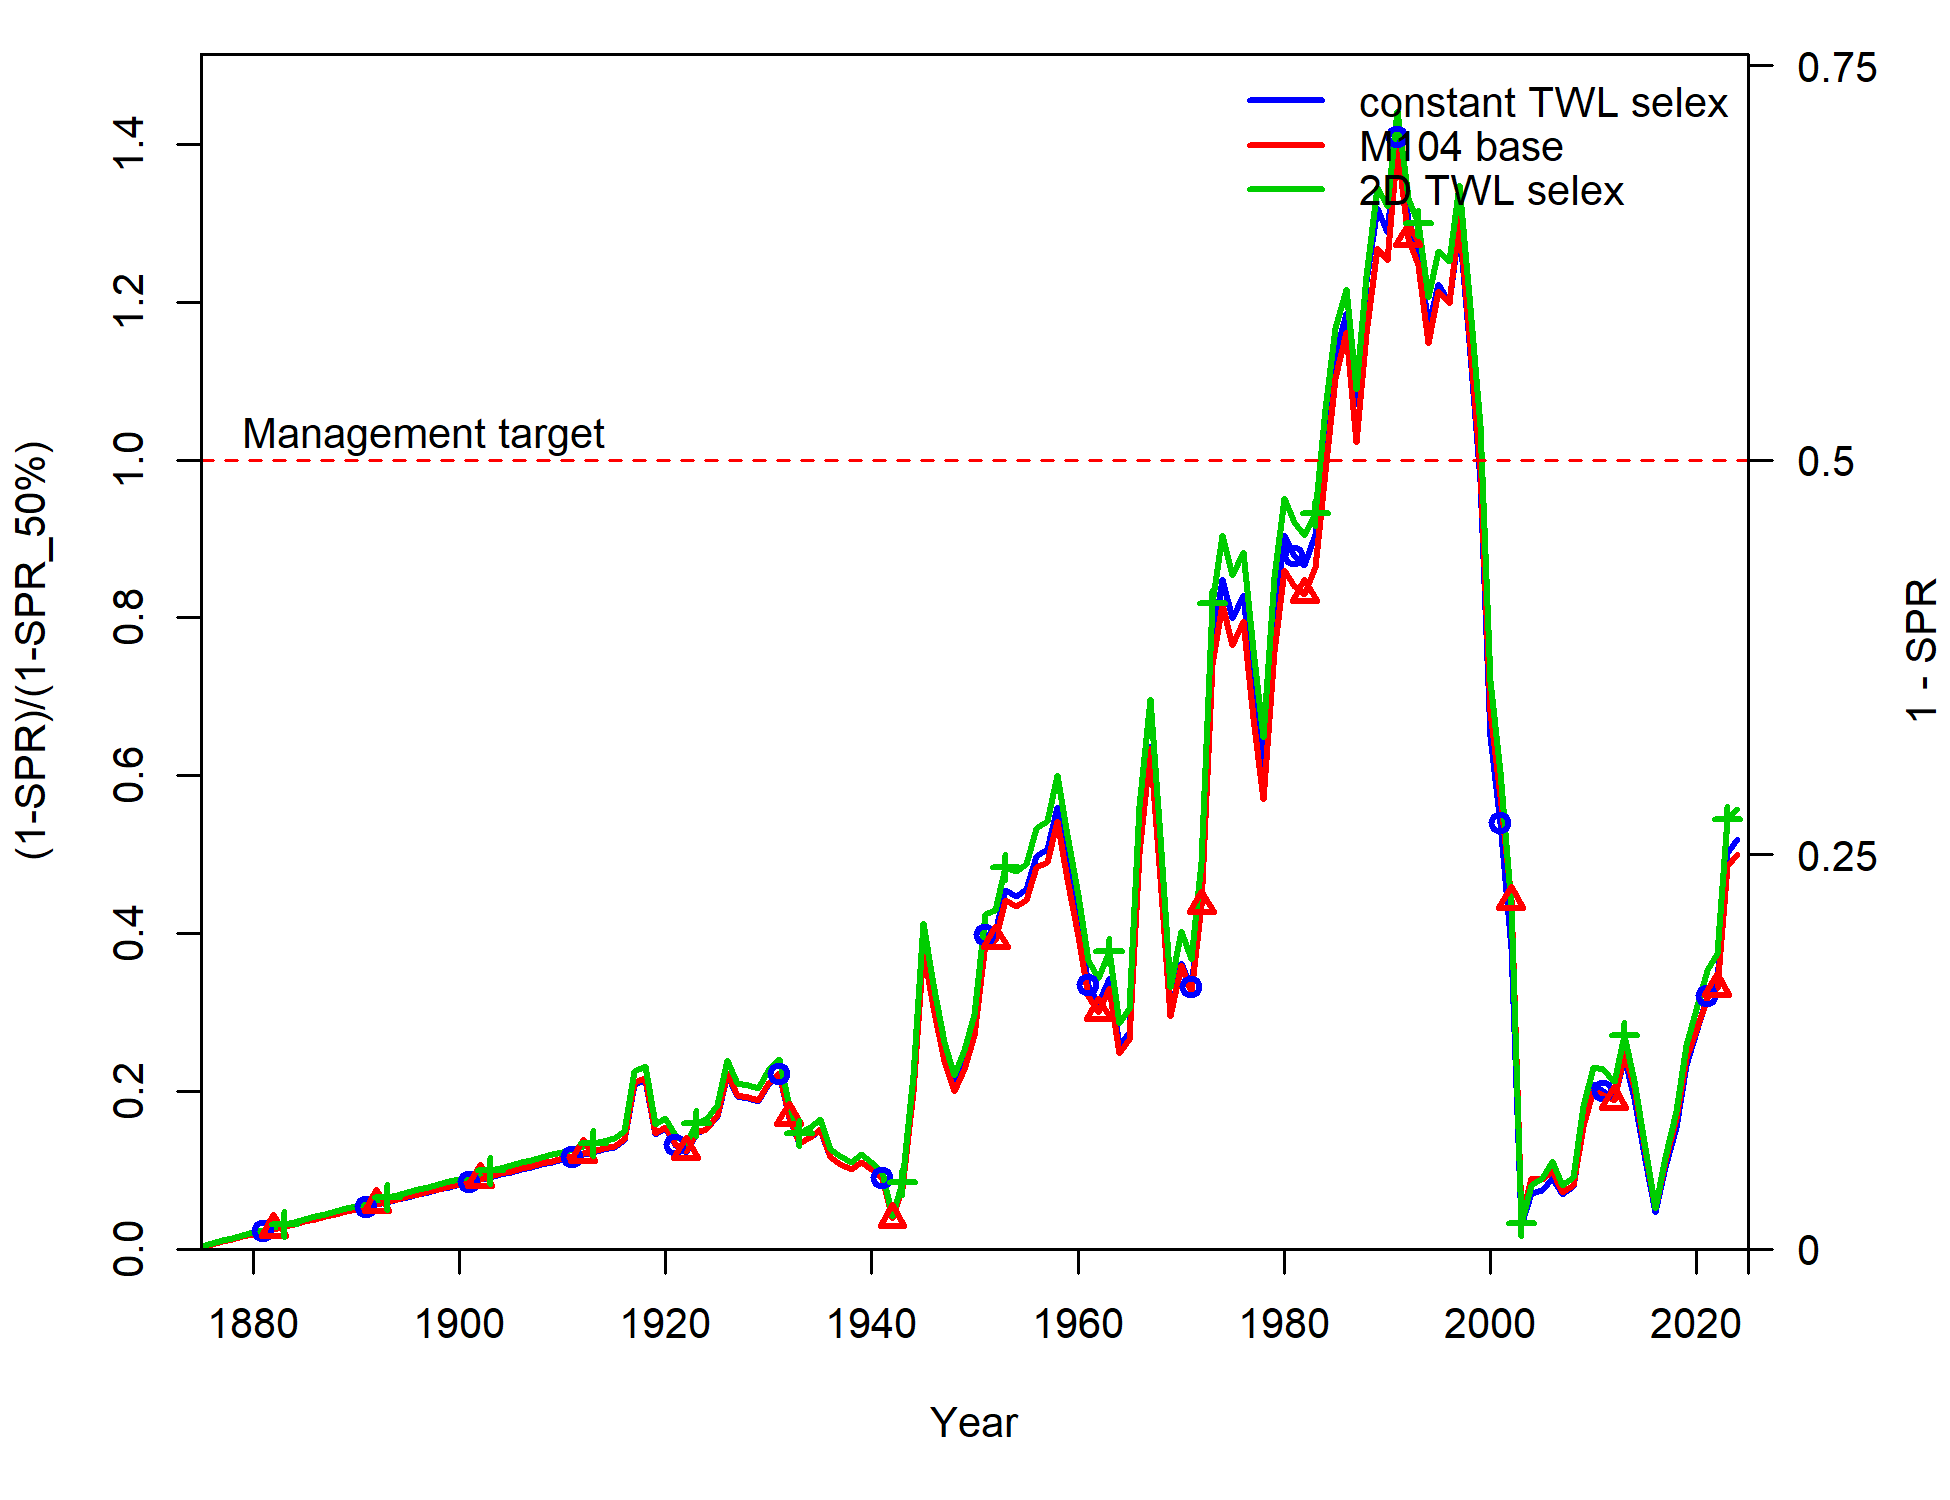 constant TWL selex
M104 base
2D TWL selex
Management target
(1-SPR)/(1-SPR_50%)
0.0
0.2
0.4
0.6
0.8
1.0
1.2
1.4
1 - SPR
0.75
0.5
0.25
0
1880
1900
1920
1940
1960
1980
2000
2020
Year